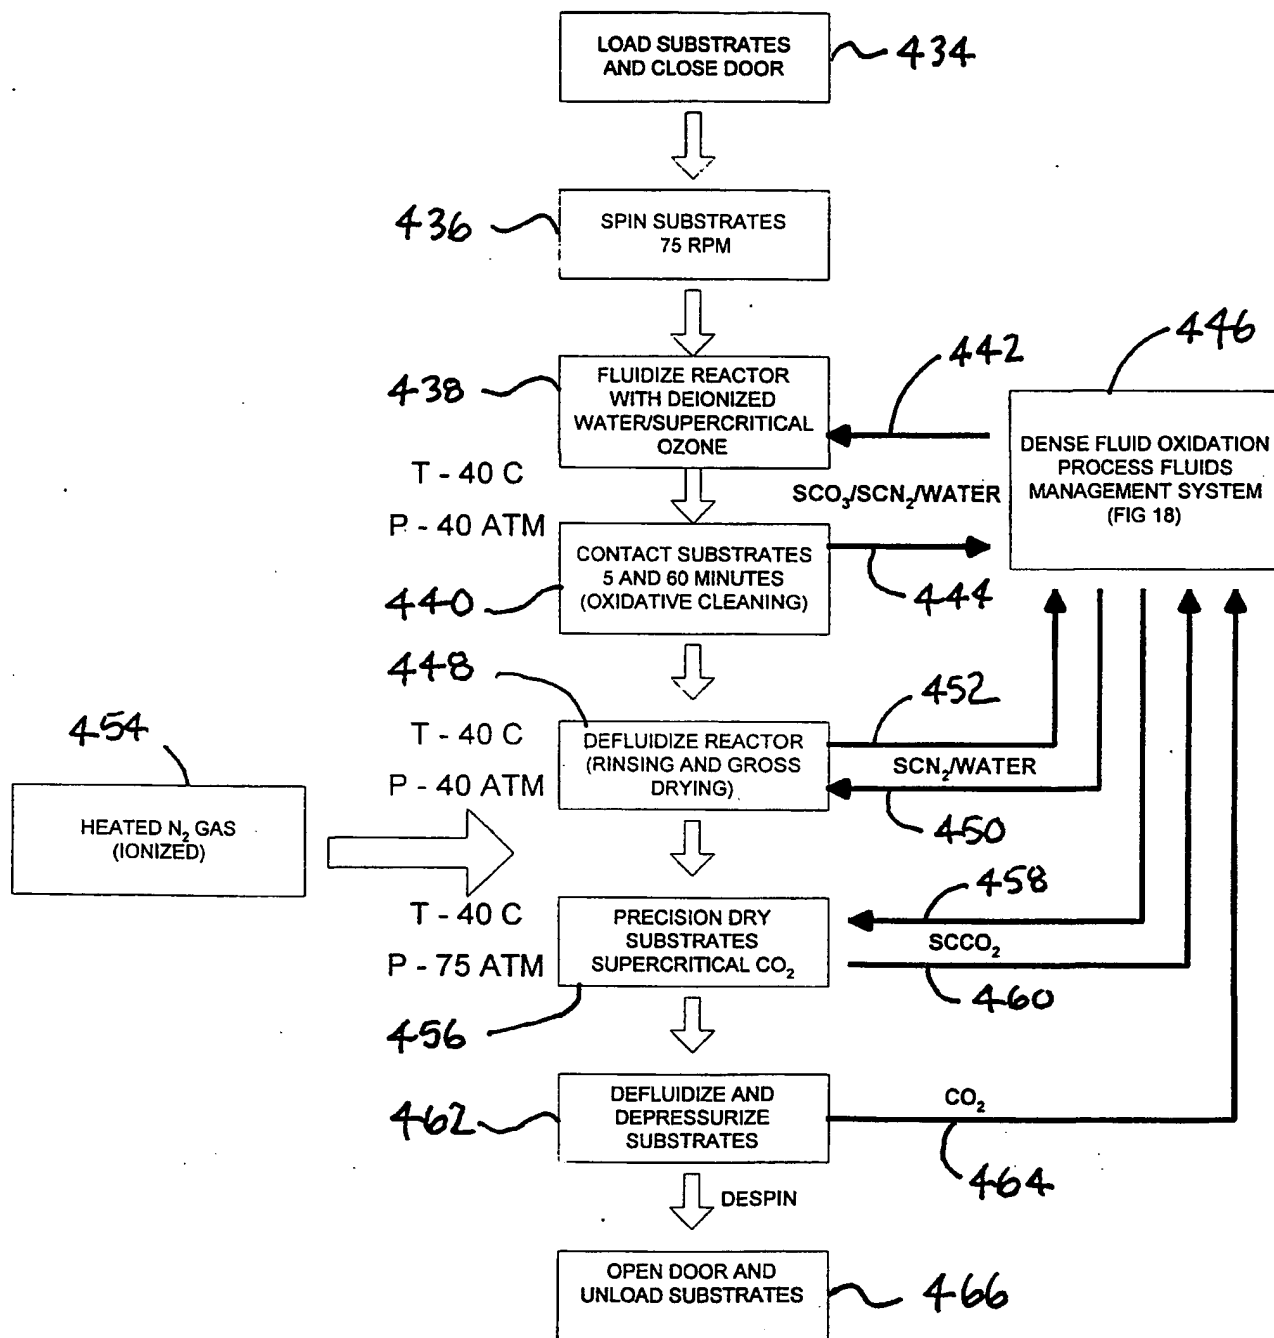 LOAD SUBSTRATES
AND CLOSE DOOR
434
436
SPIN SUBSTRATES
75 RPM
438
FLUIDIZE REACTOR
WITH DEIONIZED
WATER/SUPERCRITICAL
OZONE
442
446
DENSE FLUID OXIDATION
PROCESS FLUIDS
MANAGEMENT SYSTEM
(FIG 18)
T - 40 C
P - 40 ATM
SCO₃/SCN₂/WATER
440
CONTACT SUBSTRATES
5 AND 60 MINUTES
(OXIDATIVE CLEANING)
444
448
T - 40 C
P - 40 ATM
DEFLUIDIZE REACTOR
(RINSING AND GROSS
DRYING)
452
SCN₂/WATER
450
454
HEATED N₂ GAS
(IONIZED)
T - 40 C
P - 75 ATM
PRECISION DRY
SUBSTRATES
SUPERCRITICAL CO₂
458
SCCO₂
460
456
462
DEFLUIDIZE AND
DEPRESSURIZE
SUBSTRATES
CO₂
464
DESPIN
OPEN DOOR AND
UNLOAD SUBSTRATES
466